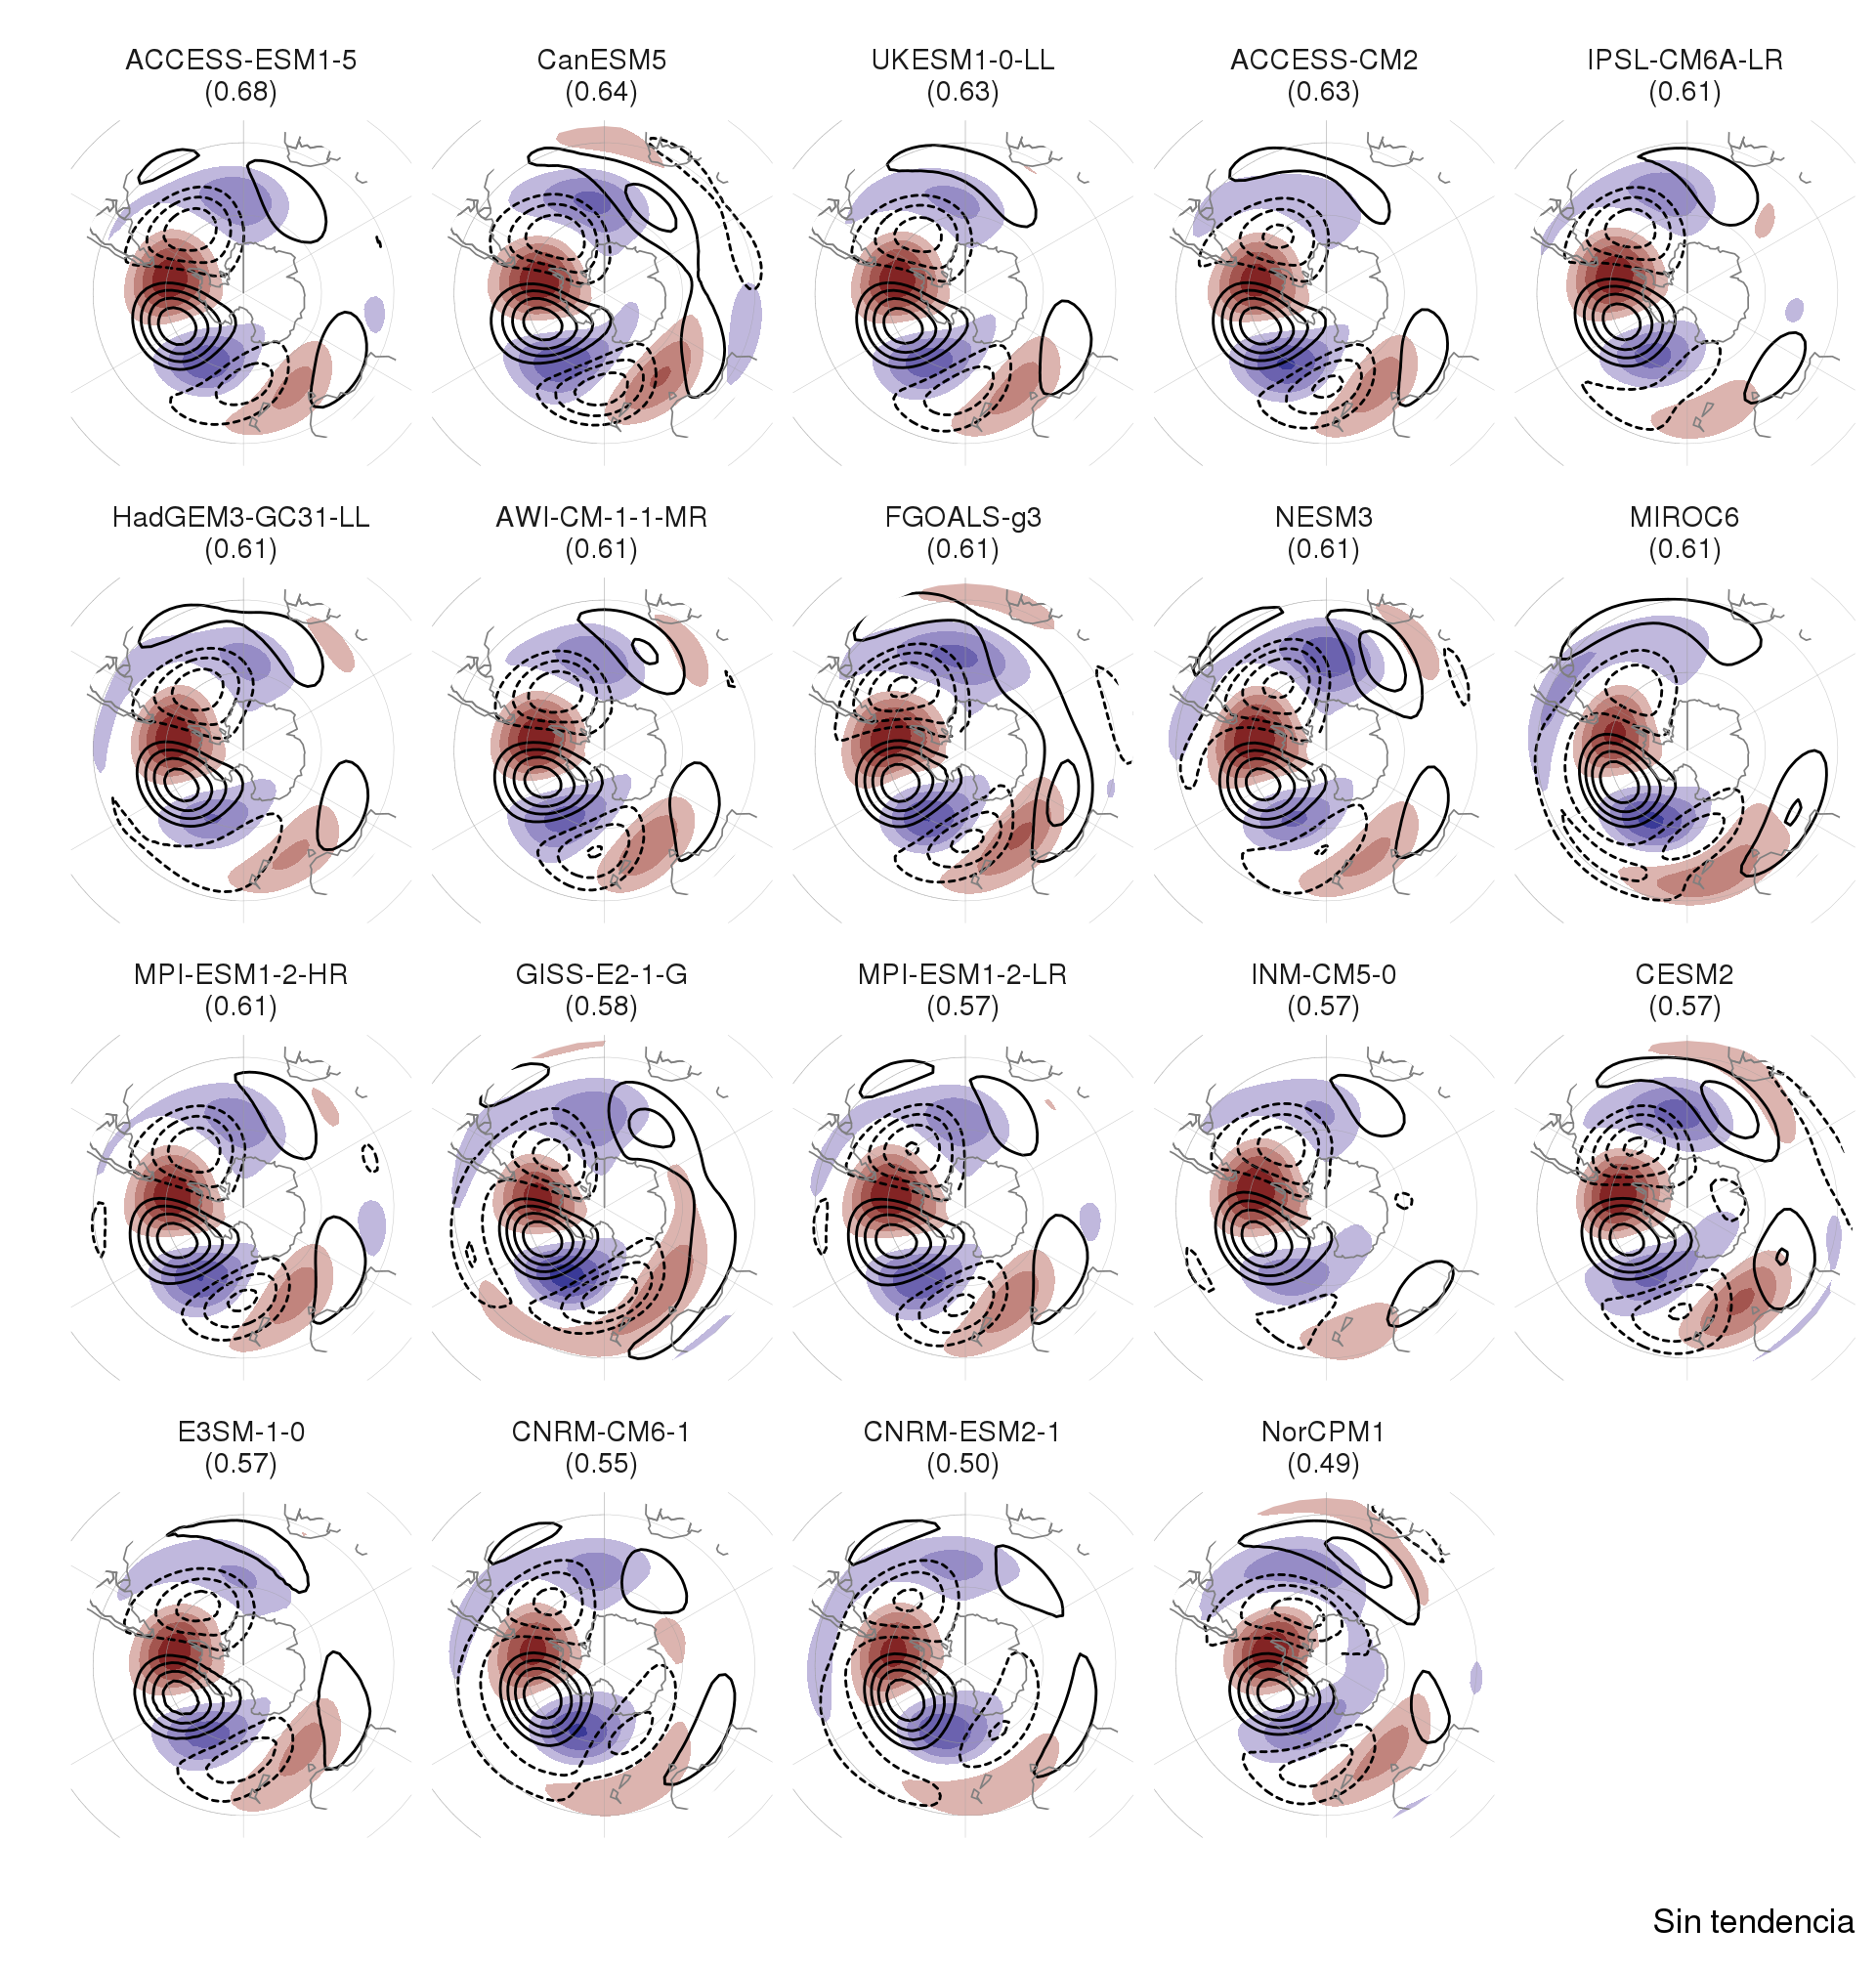 ACCESS-ESM1-5
(0.68)
CanESM5
(0.64)
UKESM1-0-LL
(0.63)
ACCESS-CM2
(0.63)
IPSL-CM6A-LR
(0.61)
HadGEM3-GC31-LL
(0.61)
AWI-CM-1-1-MR
(0.61)
FGOALS-g3
(0.61)
NESM3
(0.61)
MIROC6
(0.61)
MPI-ESM1-2-HR
(0.61)
GISS-E2-1-G
(0.58)
MPI-ESM1-2-LR
(0.57)
INM-CM5-0
(0.57)
CESM2
(0.57)
E3SM-1-0
(0.57)
CNRM-CM6-1
(0.55)
CNRM-ESM2-1
(0.50)
NorCPM1
(0.49)
Sin tendencia